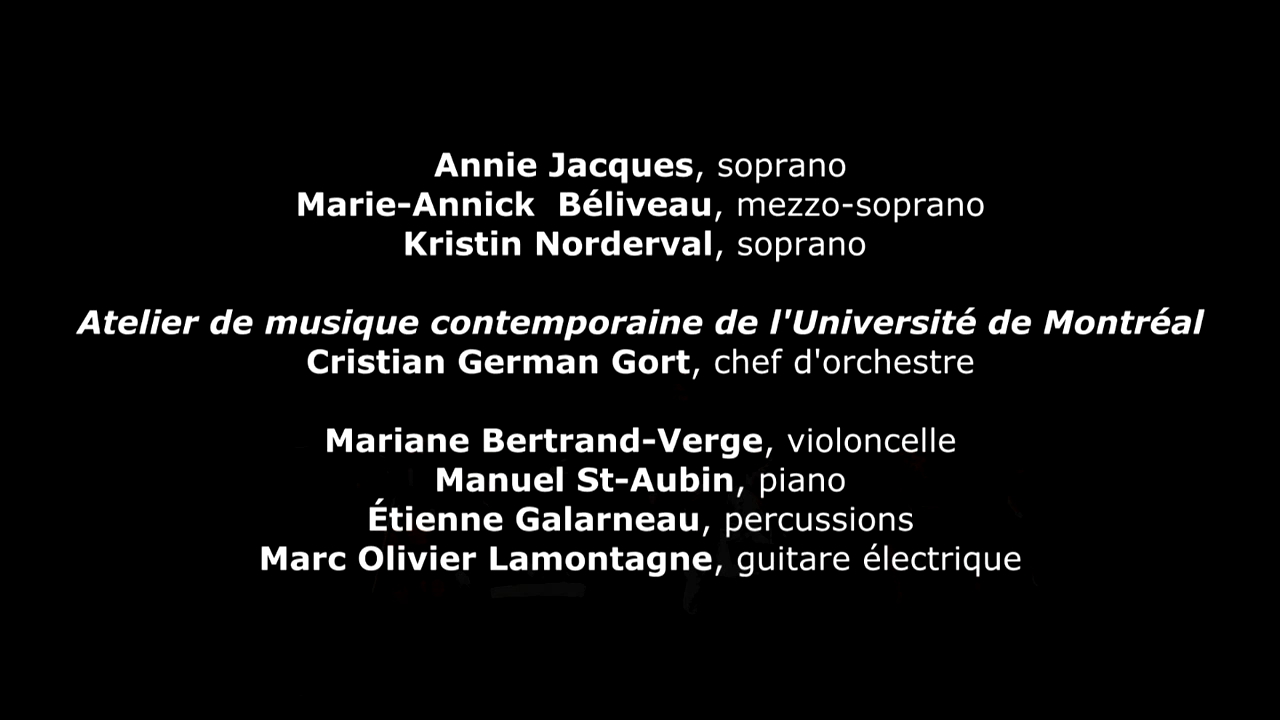 Annie Jacques, soprano
Marie-Annick  Béliveau, mezzo-soprano
Kristin Norderval, soprano
Atelier de musique contemporaine de l'Université de Montréal
Cristian German Gort, chef d'orchestre
Mariane Bertrand-Verge, violoncelle
Manuel St-Aubin, piano
Étienne Galarneau, percussions
Marc Olivier Lamontagne, guitare électrique